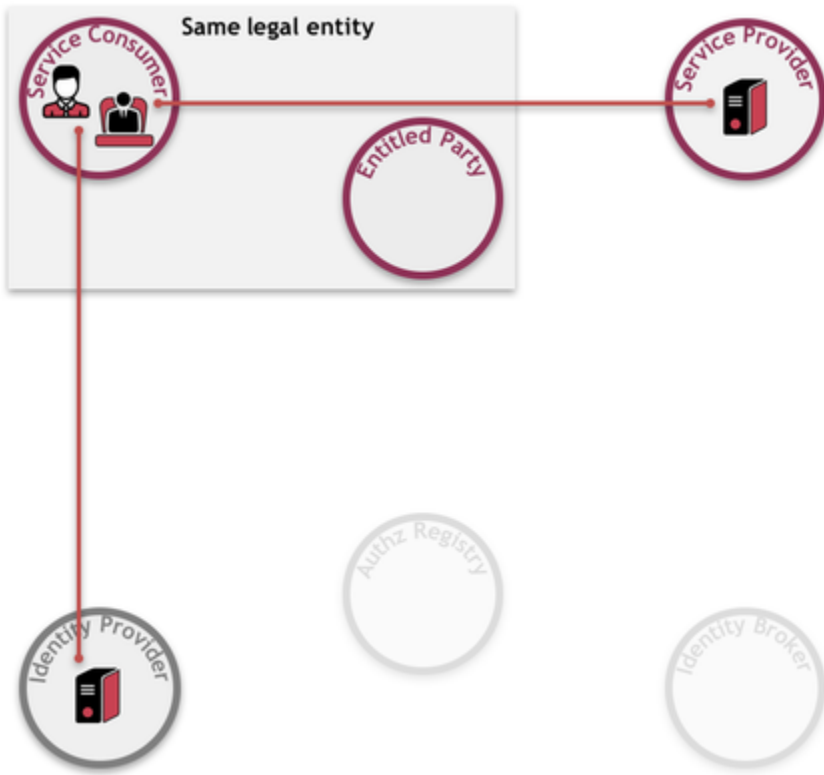 Same legal entity
Service Consumer
Service Provider
Entitled Party
Authz Registry
Identity Provider
Identity Broker